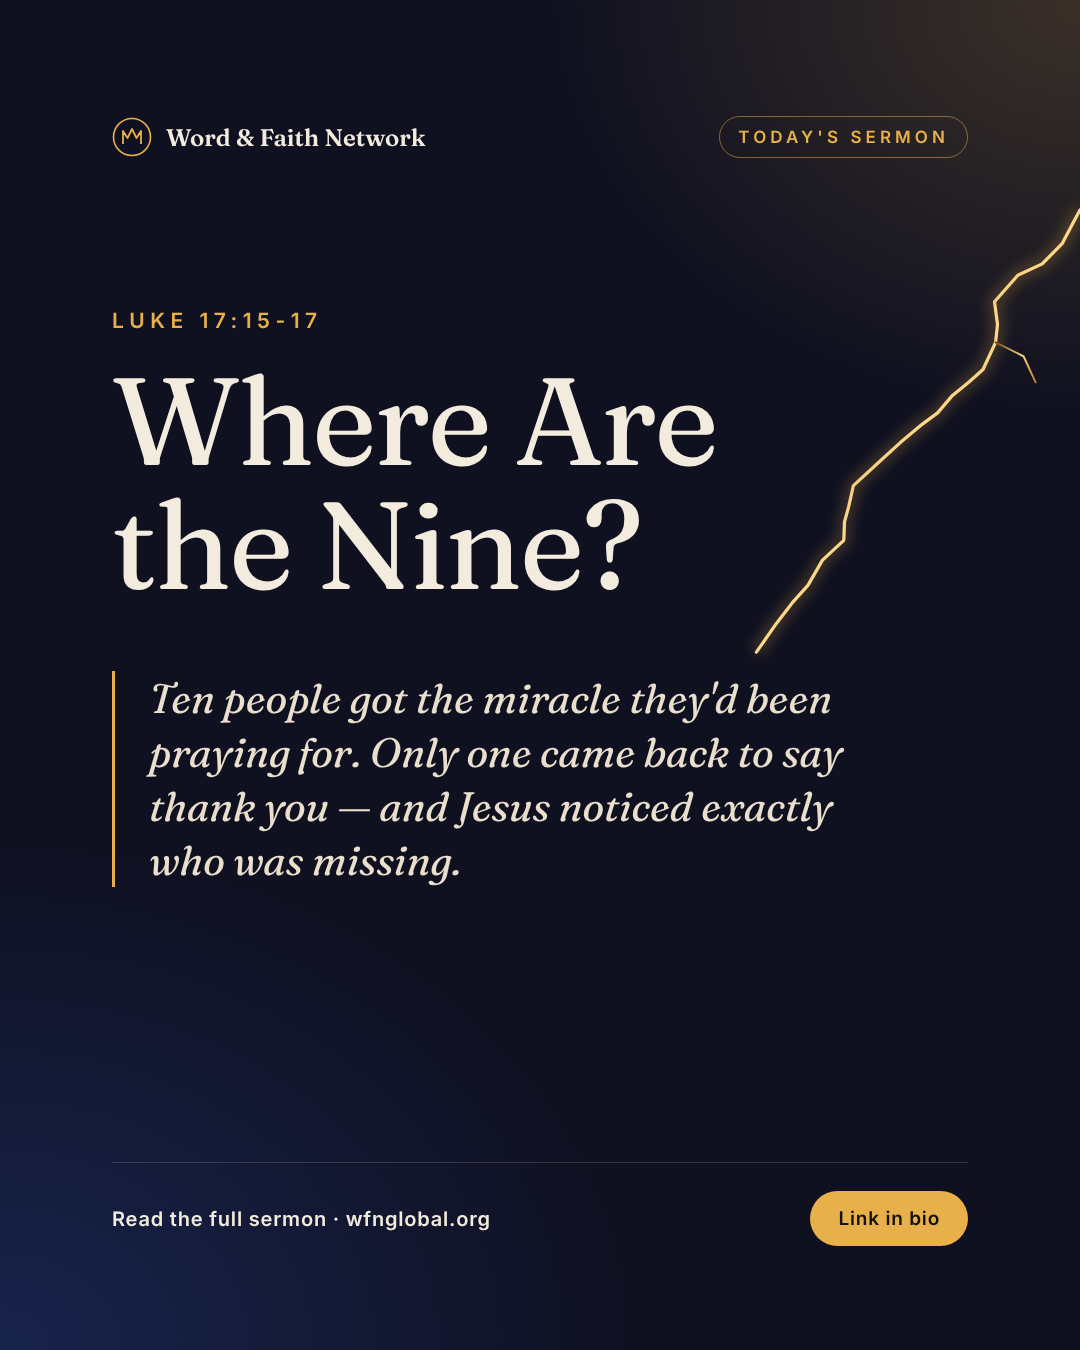 Word & Faith Network
TODAY'S SERMON
LUKE 17:15-17
Where Are
the Nine?
Ten people got the miracle they'd been
praying for. Only one came back to say
thank you — and Jesus noticed exactly
who was missing.
Read the full sermon · wfnglobal.org
Link in bio